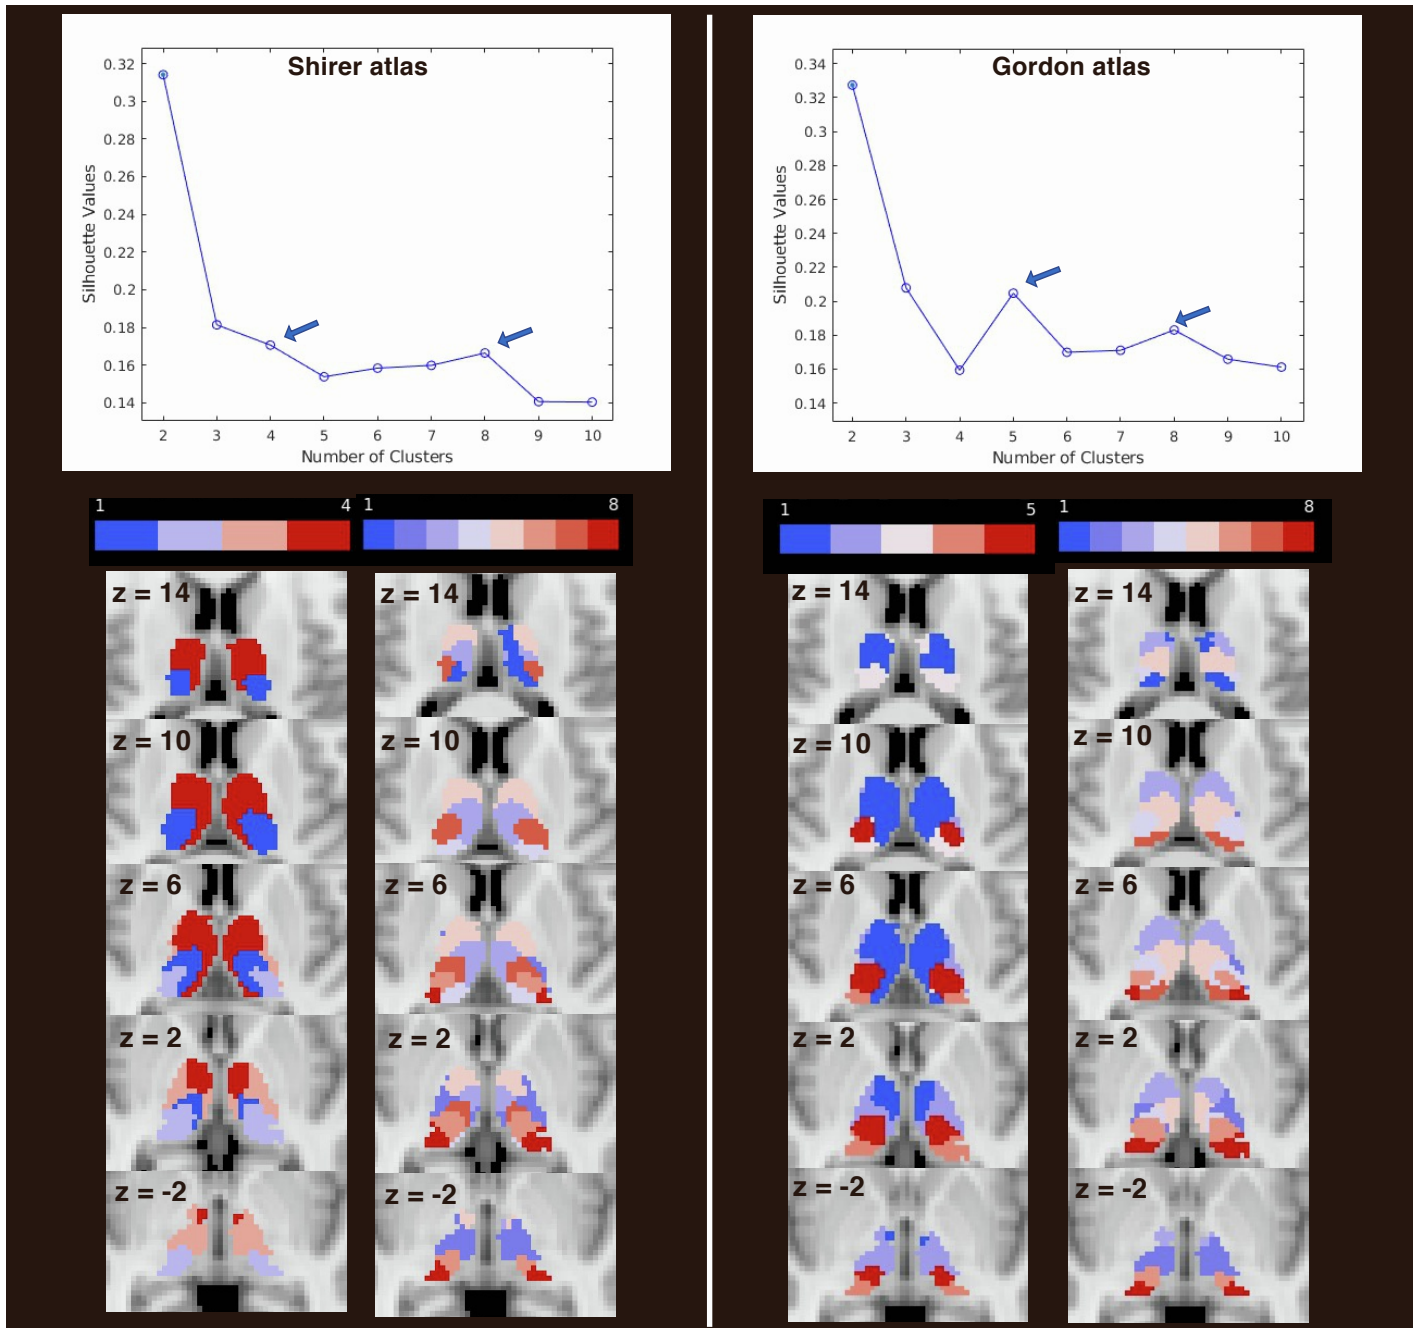 Shirer atlas
0.32
0.3
0.28
0.26
0.24
0.22
0.2
0.18
0.16
0.14
Silhouette Values
2 3 4 5 6 7 8 9 10
Number of Clusters
Gordon atlas
0.34
0.32
0.3
0.28
0.26
0.24
0.22
0.2
0.18
0.16
0.14
Silhouette Values
2 3 4 5 6 7 8 9 10
Number of Clusters
1 4 1 8
z = 14 z = 14
z = 10 z = 10
z = 6 z = 6
z = 2 z = 2
z = -2 z = -2
1 5 1 8
z = 14 z = 14
z = 10 z = 10
z = 6 z = 6
z = 2 z = 2
z = -2 z = -2